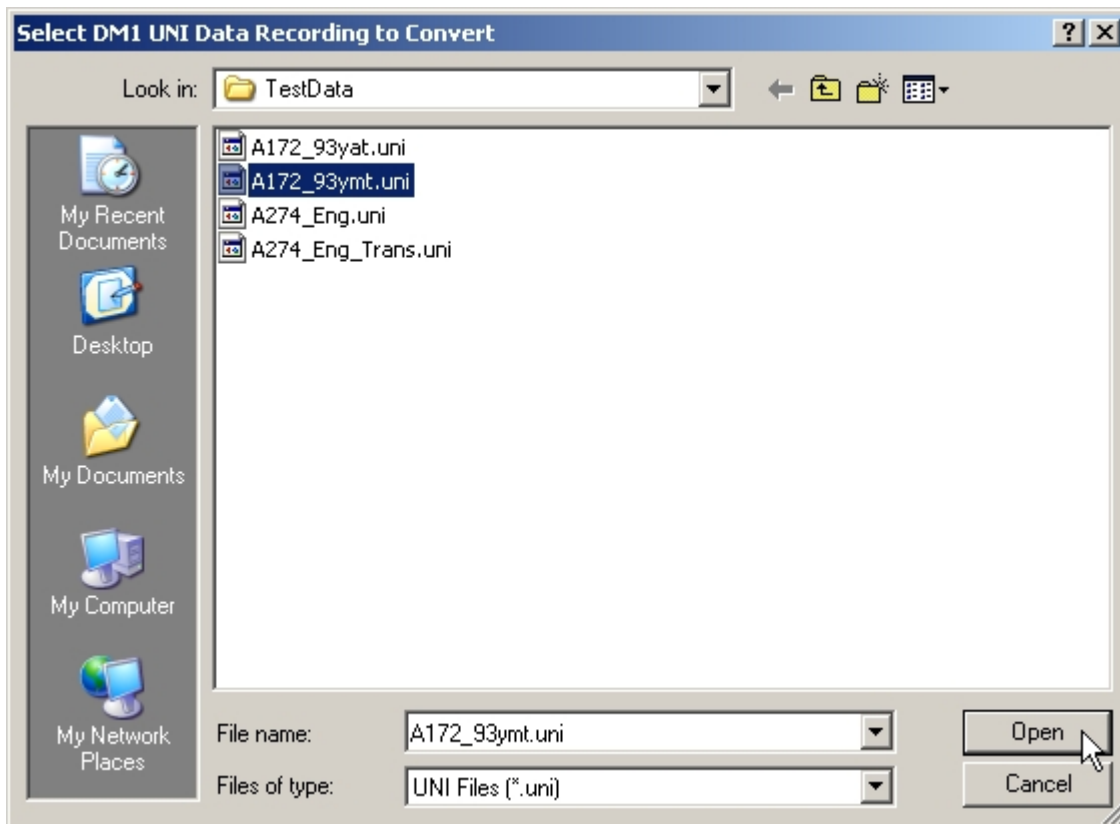 Select DM1 UNI Data Recording to Convert
Look in:
TestData
My Recent
Documents
Desktop
My Documents
My Computer
My Network
Places
A172_93yat.uni
A172_93ymt.uni
A274_Eng.uni
A274_Eng_Trans.uni
File name:
A172_93ymt.uni
Open
Files of type:
UNI Files (*.uni)
Cancel